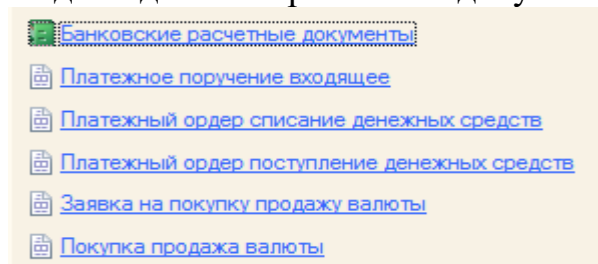 Банковские расчетные документы
Платежное поручение входящее
Платежный ордер списание денежных средств
Платежный ордер поступление денежных средств
Заявка на покупку продажу валюты
Покупка продажа валюты